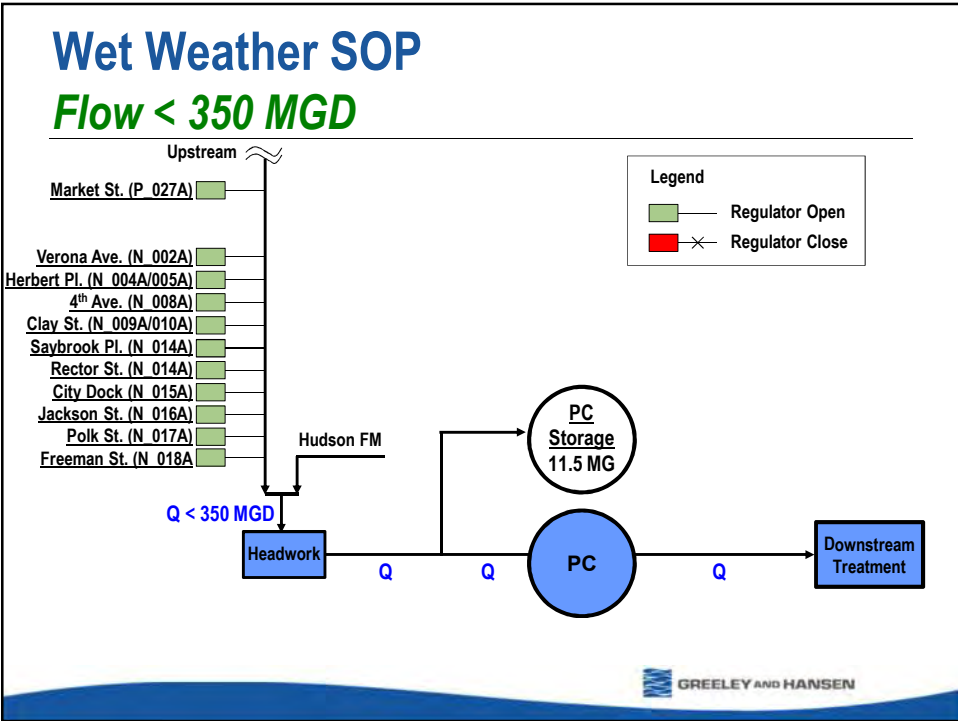 Wet Weather SOP
Flow < 350 MGD
Upstream
Market St. (P_027A)
Verona Ave. (N_002A)
Herbert Pl. (N_004A/005A)
4th Ave. (N_008A)
Clay St. (N_009A/010A)
Saybrook Pl. (N_014A)
Rector St. (N_014A)
City Dock (N_015A)
Jackson St. (N_016A)
Polk St. (N_017A)
Freeman St. (N_018A
Legend
Regulator Open
Regulator Close
Hudson FM
PC
Storage
11.5 MG
Q < 350 MGD
Headwork
Q
Q
PC
Q
Downstream
Treatment
GREELEY AND HANSEN